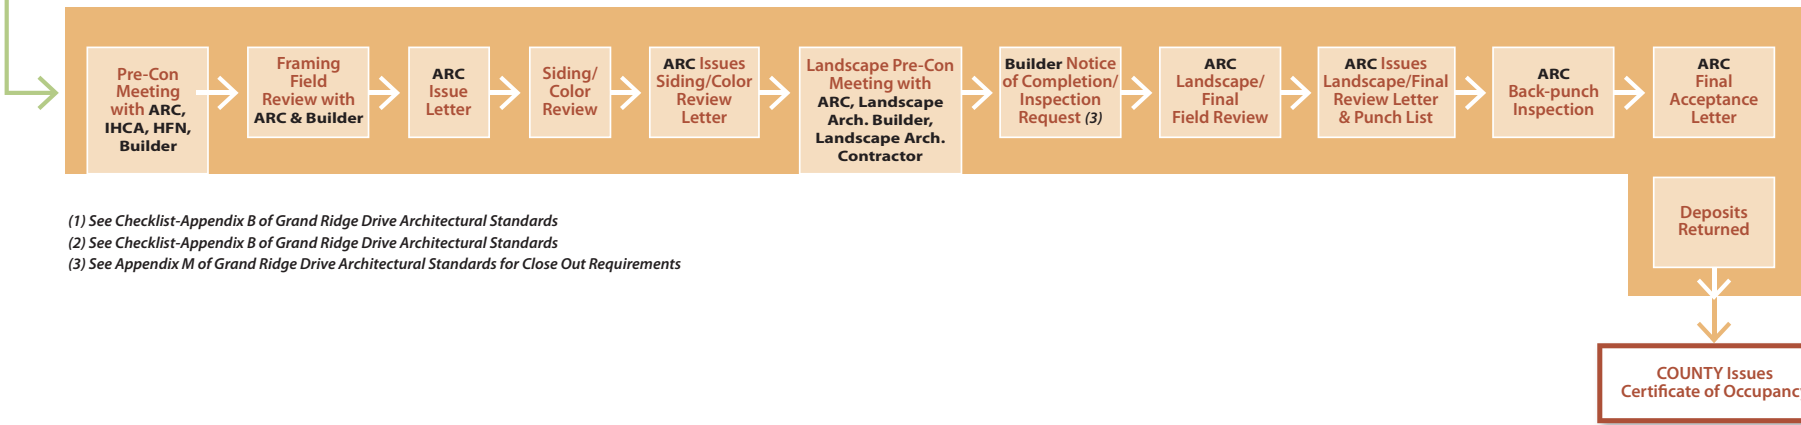 Pre-Con
Meeting
with ARC,
IHCA, HFN,
Builder
Framing
Field
Review with
ARC & Builder
ARC
Issue
Letter
Siding/
Color
Review
ARC Issues
Siding/Color
Review
Letter
Landscape Pre-Con
Meeting with
ARC, Landscape
Arch. Builder,
Landscape Arch.
Contractor
Builder Notice
of Completion/
Inspection
Request (3)
ARC
Landscape/
Final
Field Review
ARC Issues
Landscape/Final
Review Letter
& Punch List
ARC
Back-punch
Inspection
ARC
Final
Acceptance
Letter
Deposits
Returned
COUNTY Issues
Certificate of Occupancy
(1) See Checklist-Appendix B of Grand Ridge Drive Architectural Standards
(2) See Checklist-Appendix B of Grand Ridge Drive Architectural Standards
(3) See Appendix M of Grand Ridge Drive Architectural Standards for Close Out Requirements